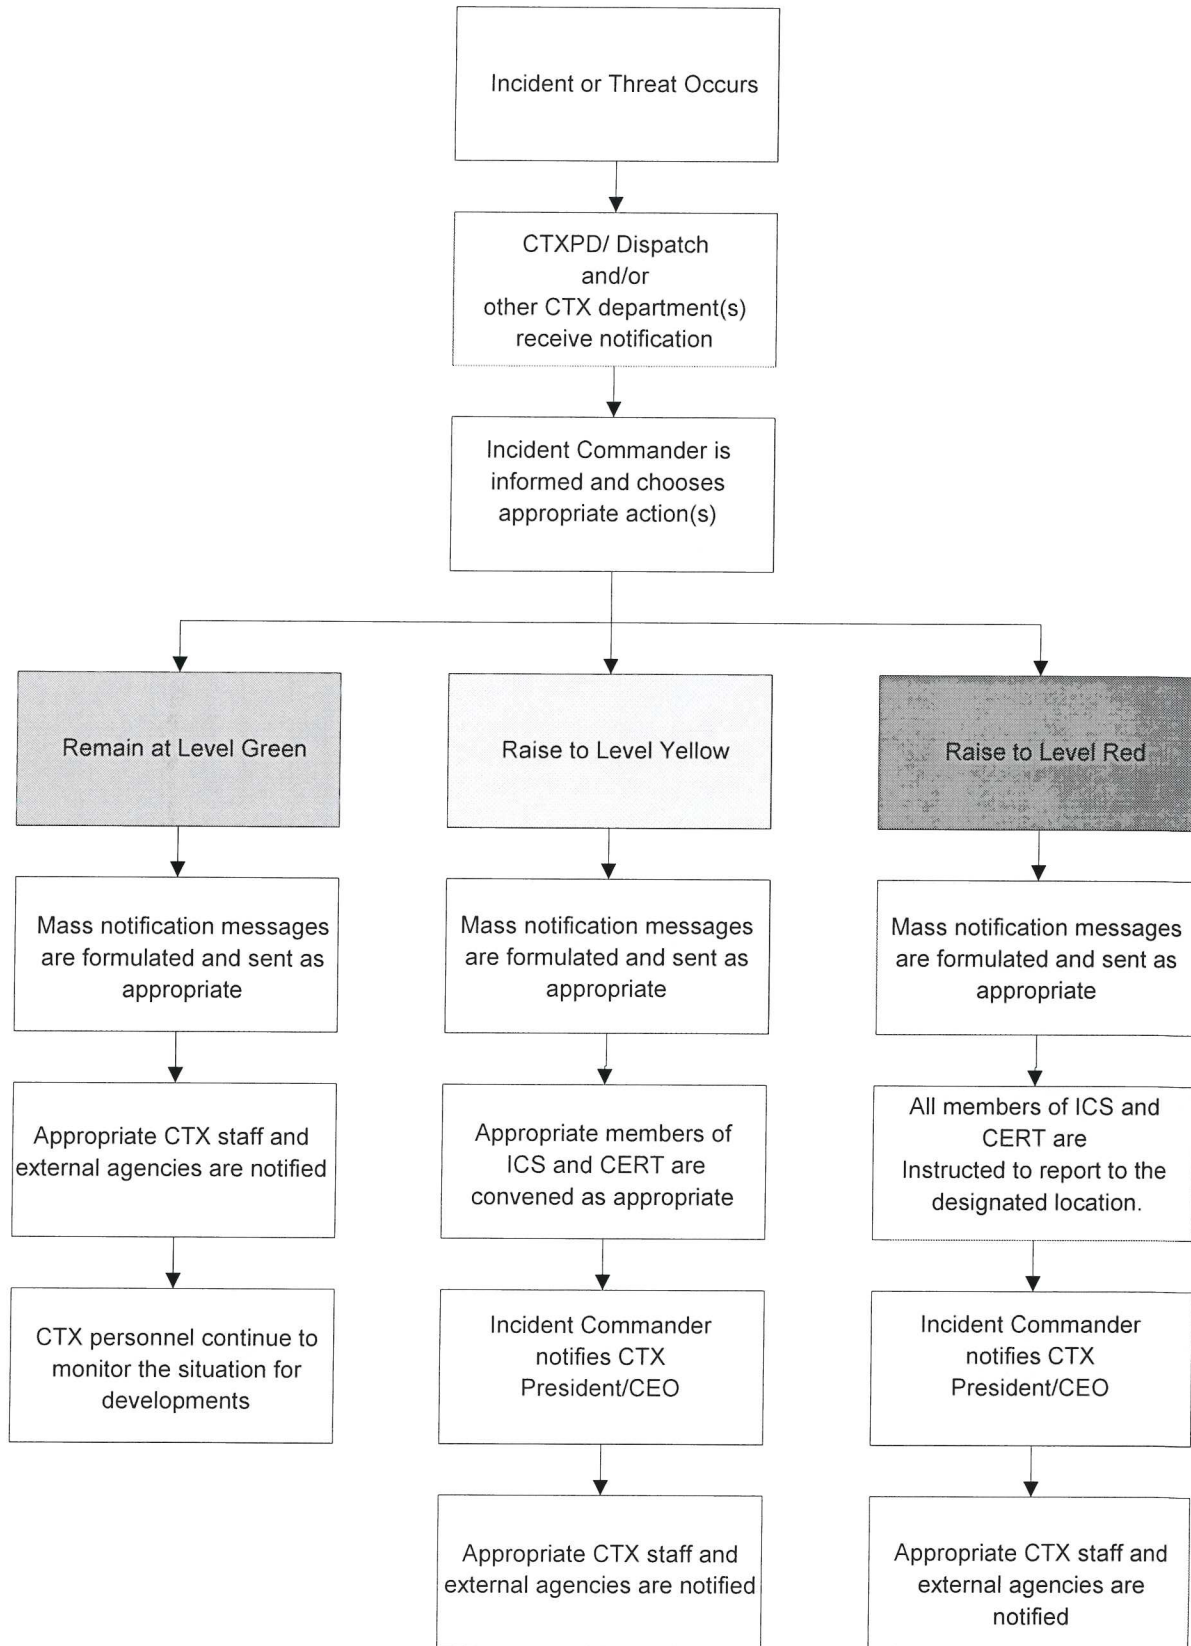 Incident or Threat Occurs
CTXPD/ Dispatch
and/or
other CTX department(s)
receive notification
Incident Commander is
informed and chooses
appropriate action(s)
Remain at Level Green
Raise to Level Yellow
Raise to Level Red
Mass notification messages
are formulated and sent as
appropriate
Mass notification messages
are formulated and sent as
appropriate
Mass notification messages
are formulated and sent as
appropriate
Appropriate CTX staff and
external agencies are notified
Appropriate members of
ICS and CERT are
convened as appropriate
All members of ICS and
CERT are
Instructed to report to the
designated location.
CTX personnel continue to
monitor the situation for
developments
Incident Commander
notifies CTX
President/CEO
Incident Commander
notifies CTX
President/CEO
Appropriate CTX staff and
external agencies are notified
Appropriate CTX staff and
external agencies are
notified